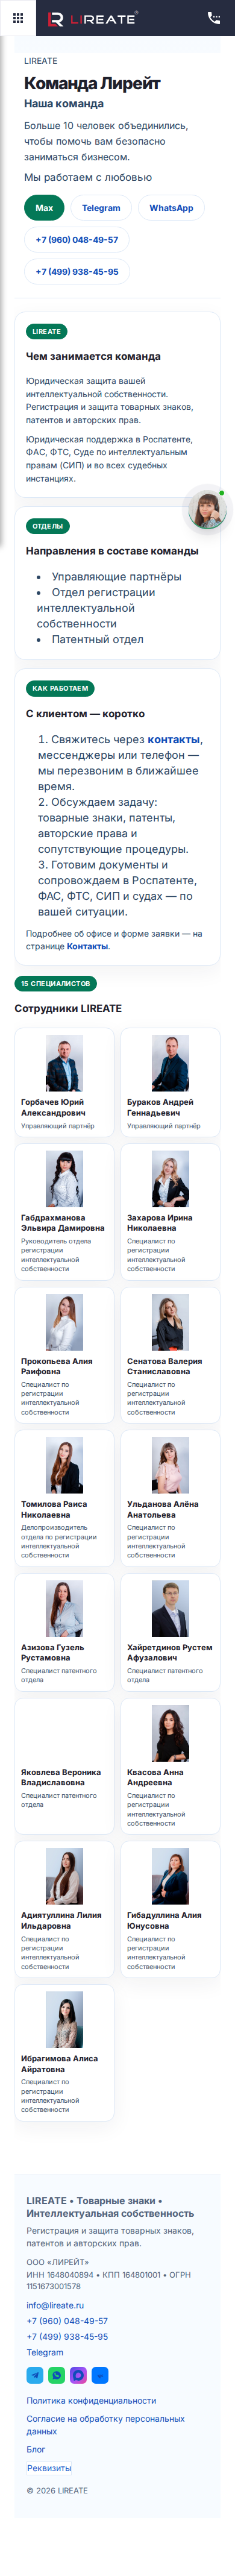 LIREATE®
LIREATE
Команда Лирейт
Наша команда
Больше 10 человек объединились,
чтобы помочь вам безопасно
заниматься бизнесом.
Мы работаем с любовью
Max
Telegram
WhatsApp
+7 (960) 048-49-57
+7 (499) 938-45-95
LIREATE
Чем занимается команда
Юридическая защита вашей
интеллектуальной собственности.
Регистрация и защита товарных знаков,
патентов и авторских прав.
Юридическая поддержка в Роспатенте,
ФАС, ФТС, Суде по интеллектуальным
правам (СИП) и во всех судебных
инстанциях.
ОТДЕЛЫ
Направления в составе команды
• Управляющие партнёры
• Отдел регистрации
интеллектуальной
собственности
• Патентный отдел
КАК РАБОТАЕМ
С клиентом — коротко
1. Свяжитесь через контакты,
мессенджеры или телефон —
мы перезвоним в ближайшее
время.
2. Обсуждаем задачу:
товарные знаки, патенты,
авторские права и
сопутствующие процедуры.
3. Готовим документы и
сопровождаем в Роспатенте,
ФАС, ФТС, СИП и судах — по
вашей ситуации.
Подробнее об офисе и форме заявки — на
странице Контакты.
15 СПЕЦИАЛИСТОВ
Сотрудники LIREATE
Горбачев Юрий
Александрович
Управляющий партнёр
Бураков Андрей
Геннадьевич
Управляющий партнёр
Габдрахманова
Эльвира Дамировна
Руководитель отдела
регистрации
интеллектуальной
собственности
Захарова Ирина
Николаевна
Специалист по
регистрации
интеллектуальной
собственности
Прокопьева Алия
Раифовна
Специалист по
регистрации
интеллектуальной
собственности
Сенатова Валерия
Станиславовна
Специалист по
регистрации
интеллектуальной
собственности
Томилова Раиса
Николаевна
Делопроизводитель
отдела по регистрации
интеллектуальной
собственности
Ульданова Алёна
Анатольева
Специалист по
регистрации
интеллектуальной
собственности
Азизова Гузель
Рустамовна
Специалист патентного
отдела
Хайретдинов Рустем
Афузалович
Специалист патентного
отдела
Яковлева Вероника
Владиславовна
Специалист патентного
отдела
Квасова Анна
Андреевна
Специалист по
регистрации
интеллектуальной
собственности
Адиятуллина Лилия
Ильдаровна
Специалист по
регистрации
интеллектуальной
собственности
Гибадуллина Алия
Юнусовна
Специалист по
регистрации
интеллектуальной
собственности
Ибрагимова Алиса
Айратовна
Специалист по
регистрации
интеллектуальной
собственности
LIREATE • Товарные знаки •
Интеллектуальная собственность
Регистрация и защита товарных знаков,
патентов и авторских прав.
ООО «ЛИРЕЙТ»
ИНН 1648040894 • КПП 164801001 • ОГРН
1151673001578
info@lireate.ru
+7 (960) 048-49-57
+7 (499) 938-45-95
Telegram
Политика конфиденциальности
Согласие на обработку персональных
данных
Блог
Реквизиты
© 2026 LIREATE